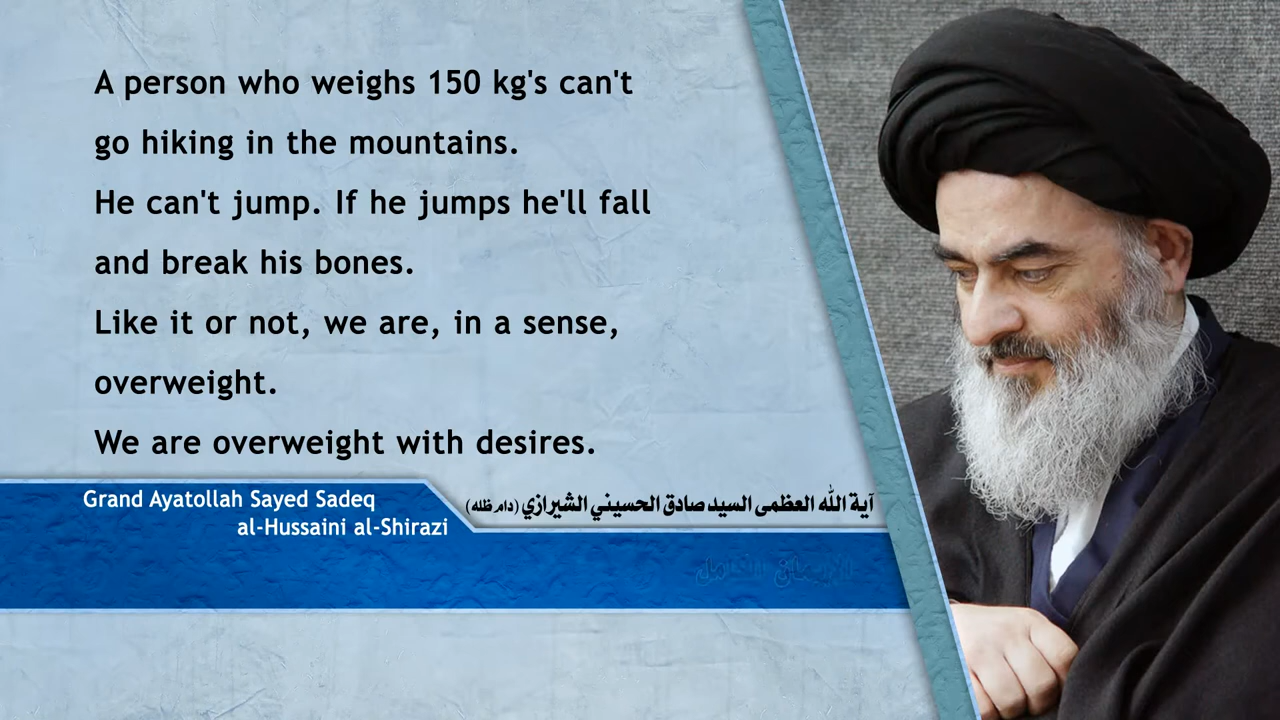 A person who weighs 150 kg's can't
go hiking in the mountains.
He can't jump. If he jumps he'll fall
and break his bones.
Like it or not, we are, in a sense,
overweight.
We are overweight with desires.
Grand Ayatollah Sayed Sadeq
al-Hussaini al-Shirazi
آية الله العظمى السيد صادق الحسيني الشيرازي (دام ظله)
الإيمان الكامل